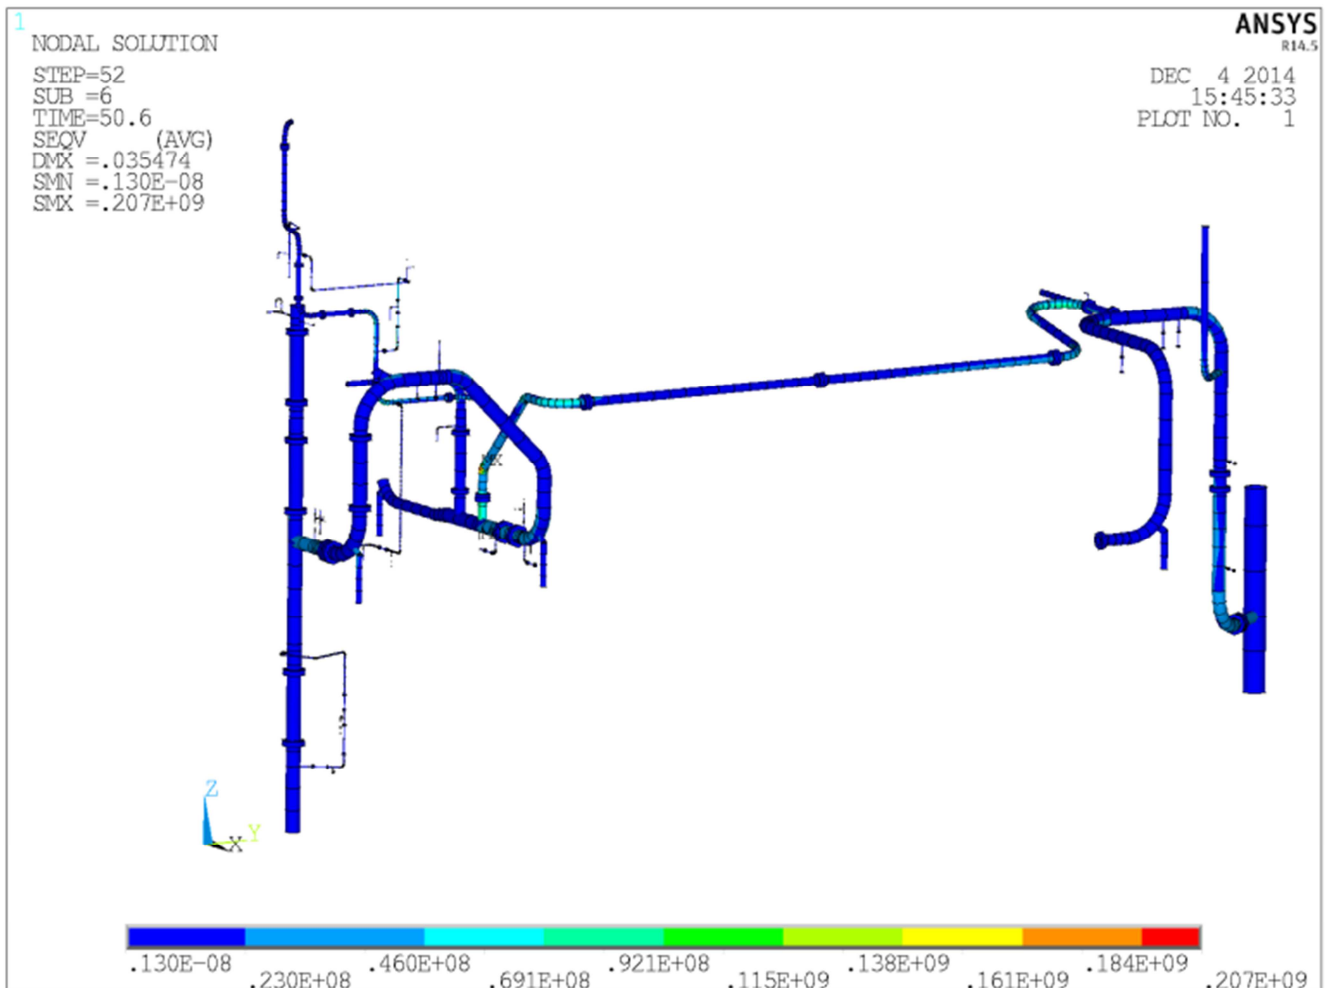 1
ANSYS
R14.5
NODAL SOLUTION
STEP=52
SUB =6
TIME=50.6
SEQV (AVG)
DMX =.035474
SMN =.130E-08
SMX =.207E+09
DEC 4 2014
15:45:33
PLOT NO. 1
MX
Z
Y
X
.130E-08
.230E+08
.460E+08
.691E+08
.921E+08
.115E+09
.138E+09
.161E+09
.184E+09
.207E+09